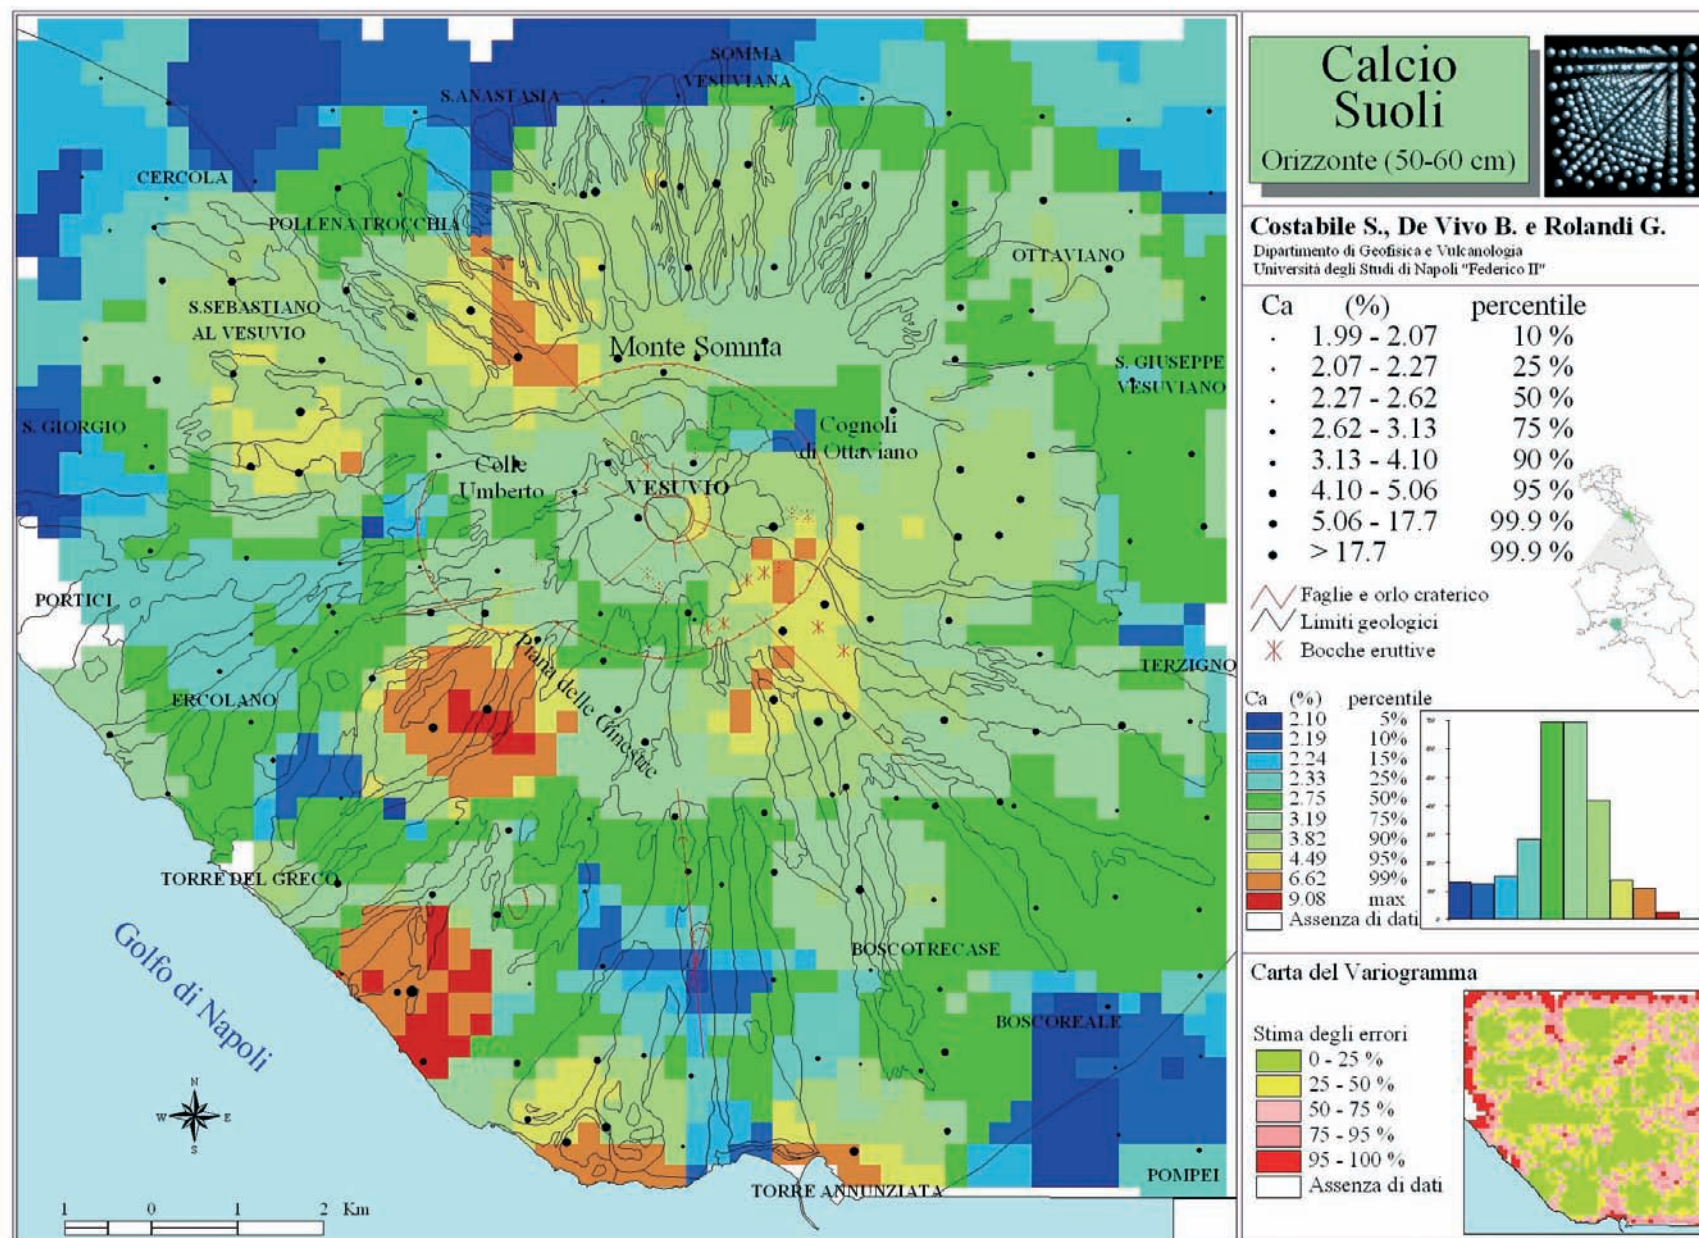 SOMMA
VESUVIANA
S.ANASTASIA
CERCOLA
POLLENA TROCCHIA
OTTAVIANO
S.SEBASTIANO
AL VESUVIO
Monte Somma
S. GIUSEPPE
VESUVIANO
S. GIORGIO
Cognoli
di Ottaviano
Colle
Umberto
VESUVIO
PORTICI
Piana delle Ginestre
TERZIGNO
ERCOLANO
TORRE DEL GRECO
Golfo di Napoli
BOSCOTRECASE
BOSCOREALE
N
W E
S
POMPEI
TORRE ANNUNZIATA
1 0 1 2 Km
Calcio
Suoli
Orizzonte (50-60 cm)
Costabile S., De Vivo B. e Rolandi G.
Dipartimento di Geofisica e Vulcanologia
Università degli Studi di Napoli "Federico II"
Ca (%) percentile
1.99 - 2.07 10 %
2.07 - 2.27 25 %
2.27 - 2.62 50 %
2.62 - 3.13 75 %
3.13 - 4.10 90 %
4.10 - 5.06 95 %
5.06 - 17.7 99.9 %
> 17.7 99.9 %
Faglie e orlo craterico
Limiti geologici
Bocche eruttive
Ca (%) percentile
2.10 5%
2.19 10%
2.24 15%
2.33 25%
2.75 50%
3.19 75%
3.82 90%
4.49 95%
6.62 99%
9.08 max
Assenza di dati
Carta del Variogramma
Stima degli errori
0 - 25 %
25 - 50 %
50 - 75 %
75 - 95 %
95 - 100 %
Assenza di dati